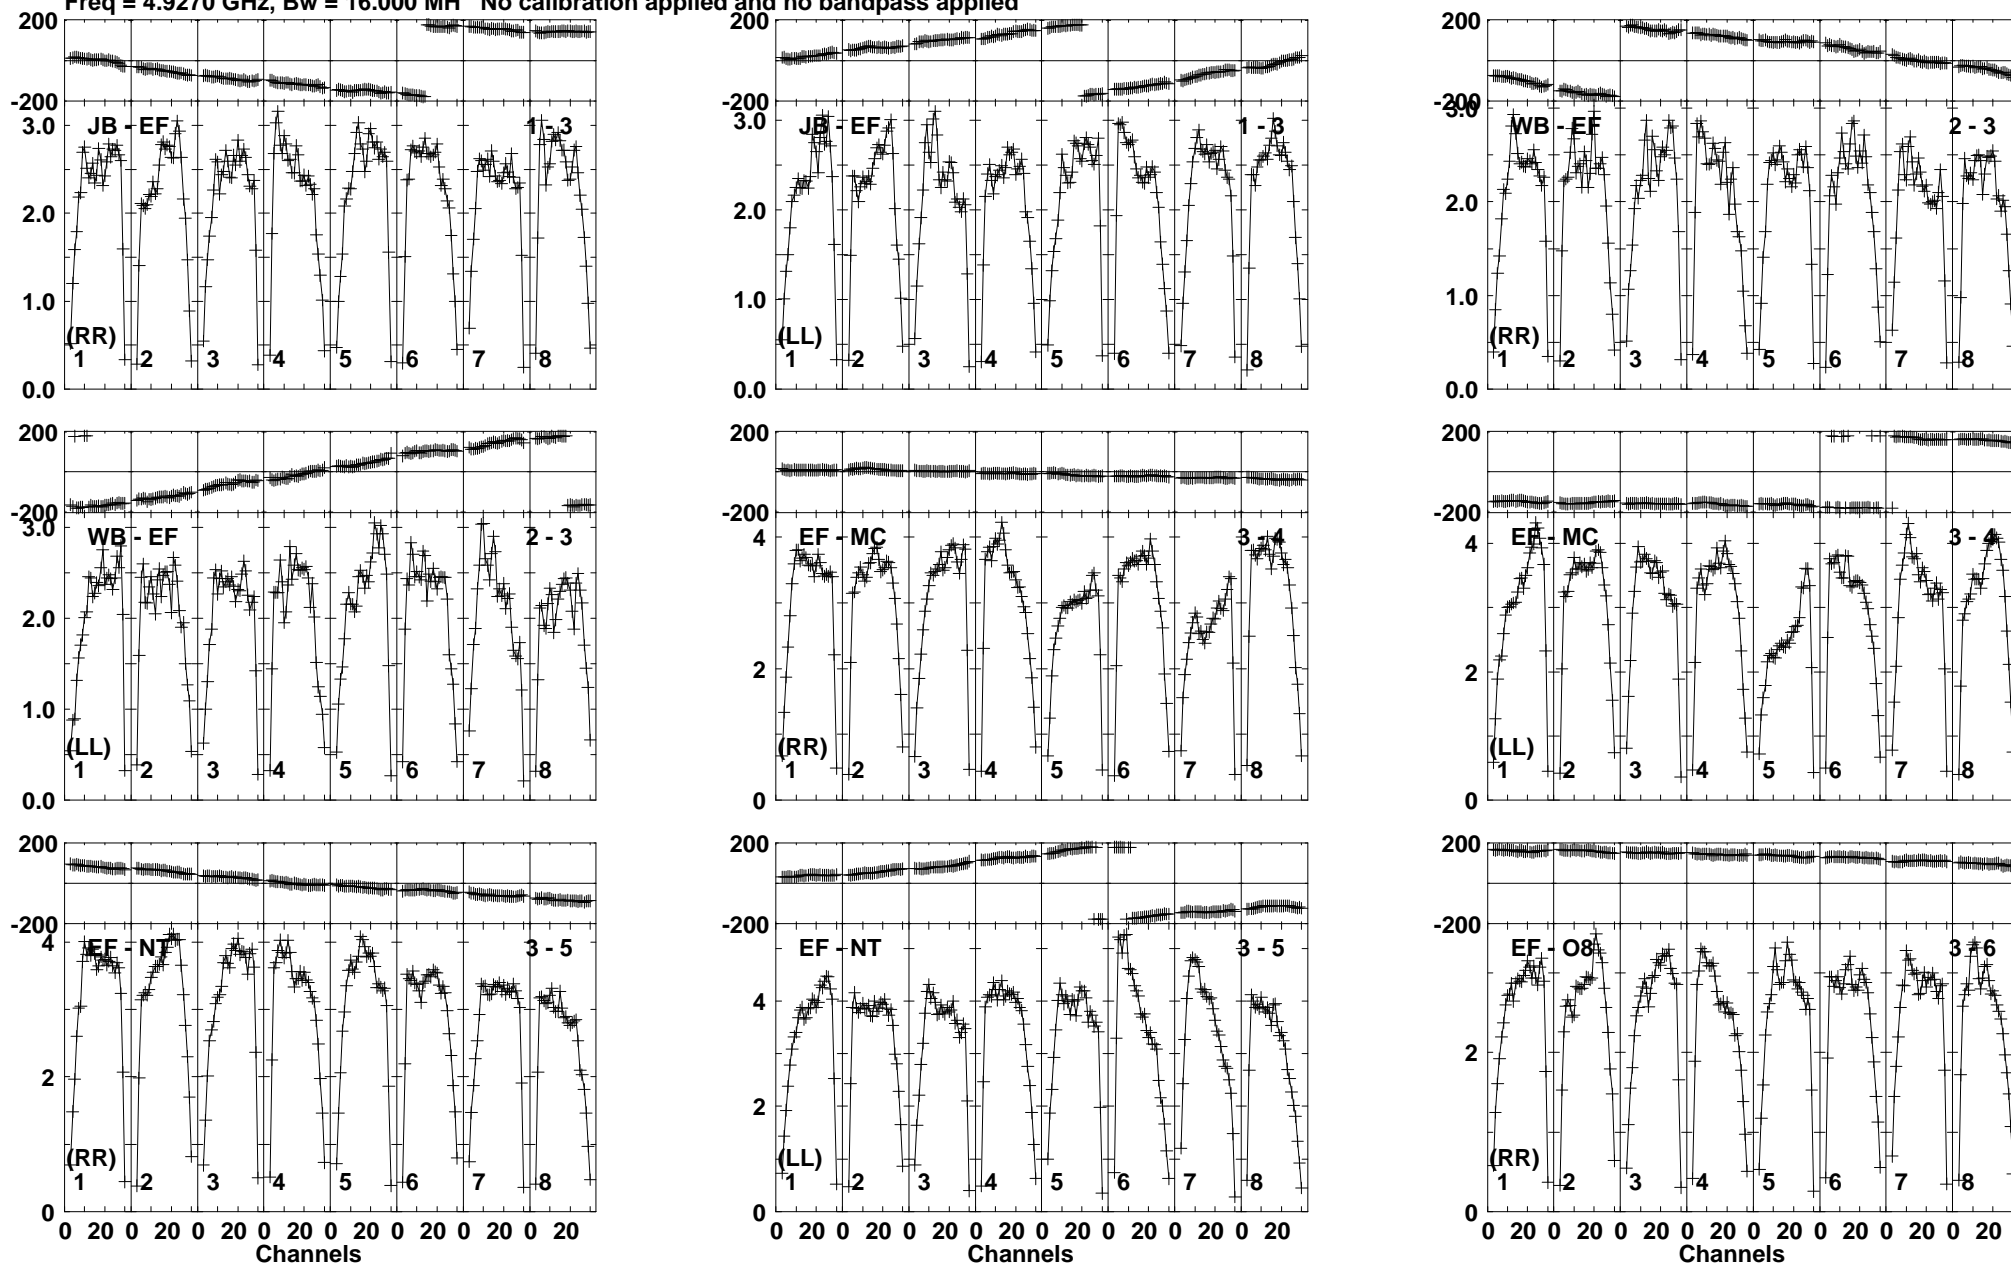 Freq = 4.9270 GHz, Bw = 16.000 MH No calibration applied and no bandpass applied
200 200 200
-200 -200 -200
JB - EF 1 - 3 JB - EF 1 - 3 WB - EF 2 - 3
3.0 3.0 3.0
2.0 2.0 2.0
1.0 1.0 1.0
(RR) (LL) (RR)
1 2 3 4 5 6 7 8 1 2 3 4 5 6 7 8 1 2 3 4 5 6 7 8
0.0 0.0 0.0
200 200 200
-200 -200 -200
WB - EF 2 - 3 EF - MC 3 - 4 EF - MC 3 - 4
3.0 4 4
2.0 2 2
1.0
(LL) (RR) (LL)
1 2 3 4 5 6 7 8 1 2 3 4 5 6 7 8 1 2 3 4 5 6 7 8
0.0 0 0
200 200 200
-200 -200 -200
EF - NT 3 - 5 EF - NT 3 - 5 EF - O8 3 - 6
4 4
2 2 2
(RR) (LL) (RR)
1 2 3 4 5 6 7 8 1 2 3 4 5 6 7 8 1 2 3 4 5 6 7 8
0 0 0
0 20 0 20 0 20 0 20 0 20 0 20 0 20 0 20 0 20 0 20 0 20 0 20 0 20 0 20 0 20 0 20 0 20 0 20 0 20 0 20 0 20 0 20 0 20 0 20
Channels Channels Channels